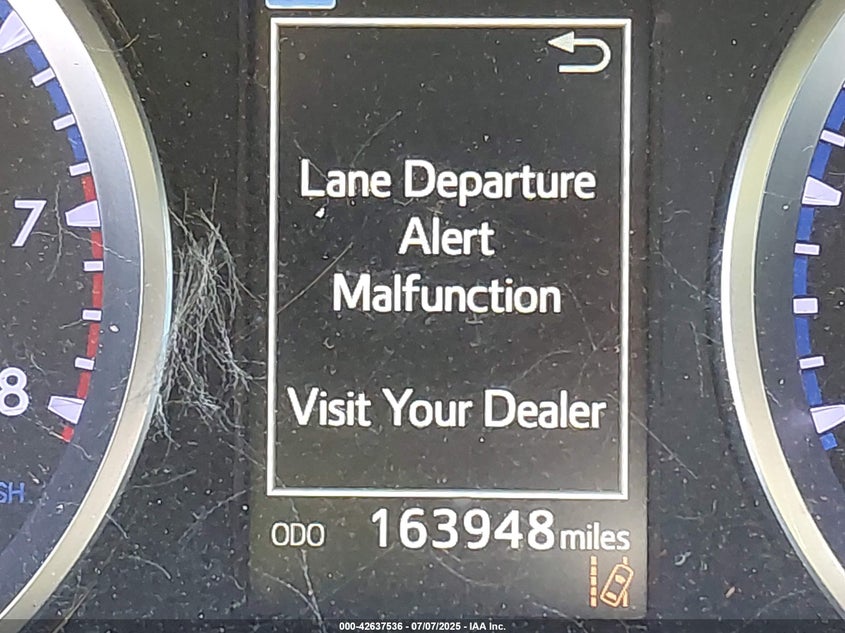 Lane Departure
Alert
Malfunction
Visit Your Dealer
7
8
SH
ODO 163948 miles
000-42637536 - 07/07/2025 - IAA Inc.